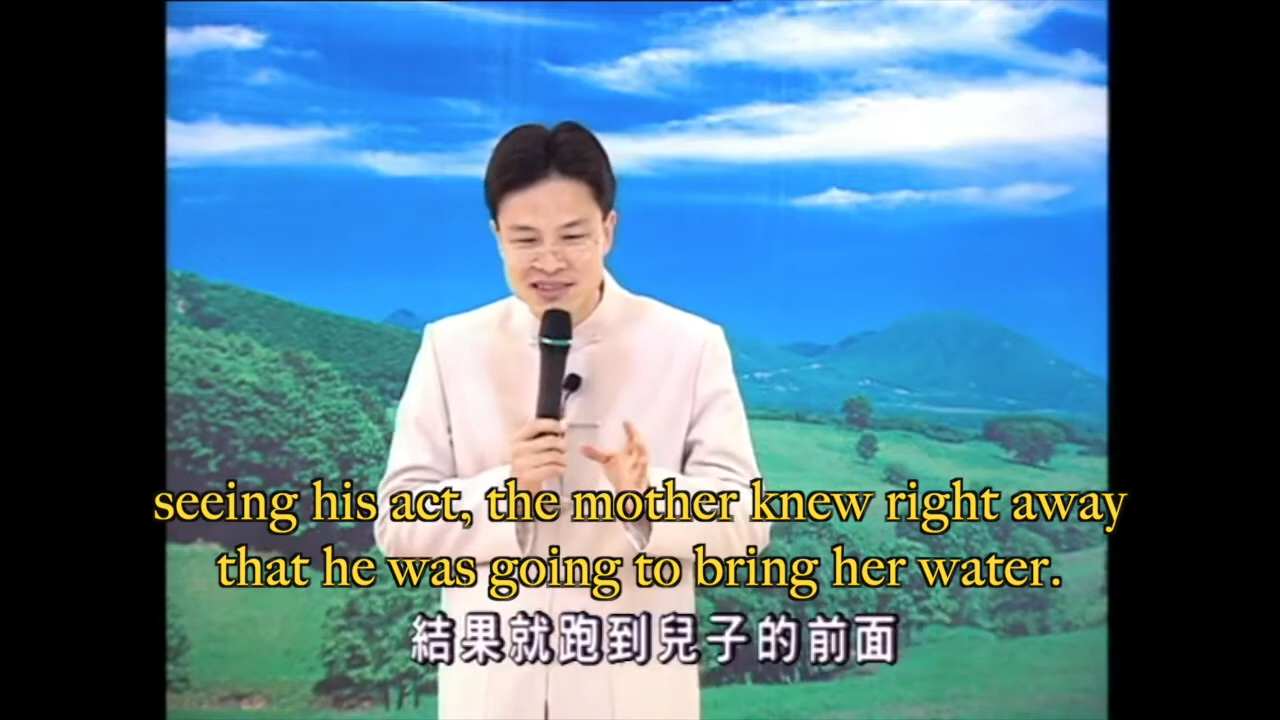 seeing his act, the mother knew right away
that he was going to bring her water.
結果就跑到兒子的前面